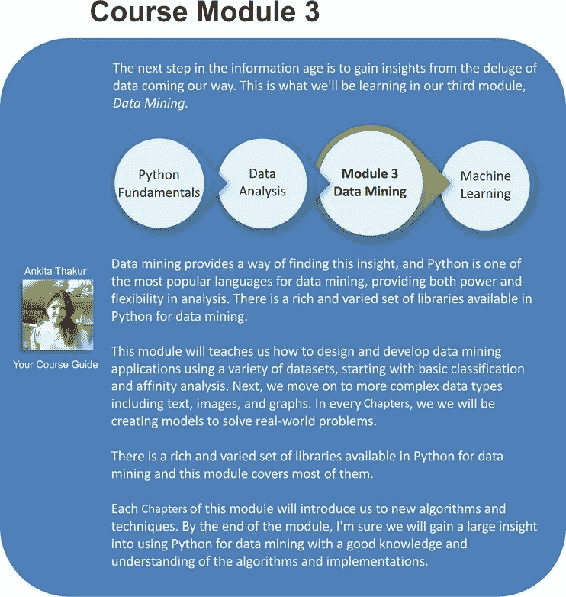 Course Module 3
The next step in the information age is to gain insights from the deluge of
data coming our way. This is what we'll be learning in our third module,
Data Mining.
Python
Fundamentals
Data
Analysis
Module 3
Data Mining
Machine
Learning
Ankita Thakur
Your Course Guide
Data mining provides a way of finding this insight, and Python is one of
the most popular languages for data mining, providing both power and
flexibility in analysis. There is a rich and varied set of libraries available in
Python for data mining.
This module will teaches us how to design and develop data mining
applications using a variety of datasets, starting with basic classification
and affinity analysis. Next, we move on to more complex data types
including text, images, and graphs. In every Chapters, we we will be
creating models to solve real-world problems.
There is a rich and varied set of libraries available in Python for data
mining and this module covers most of them.
Each Chapters of this module will introduce us to new algorithms and
techniques. By the end of the module, I'm sure we will gain a large insight
into using Python for data mining with a good knowledge and
understanding of the algorithms and implementations.